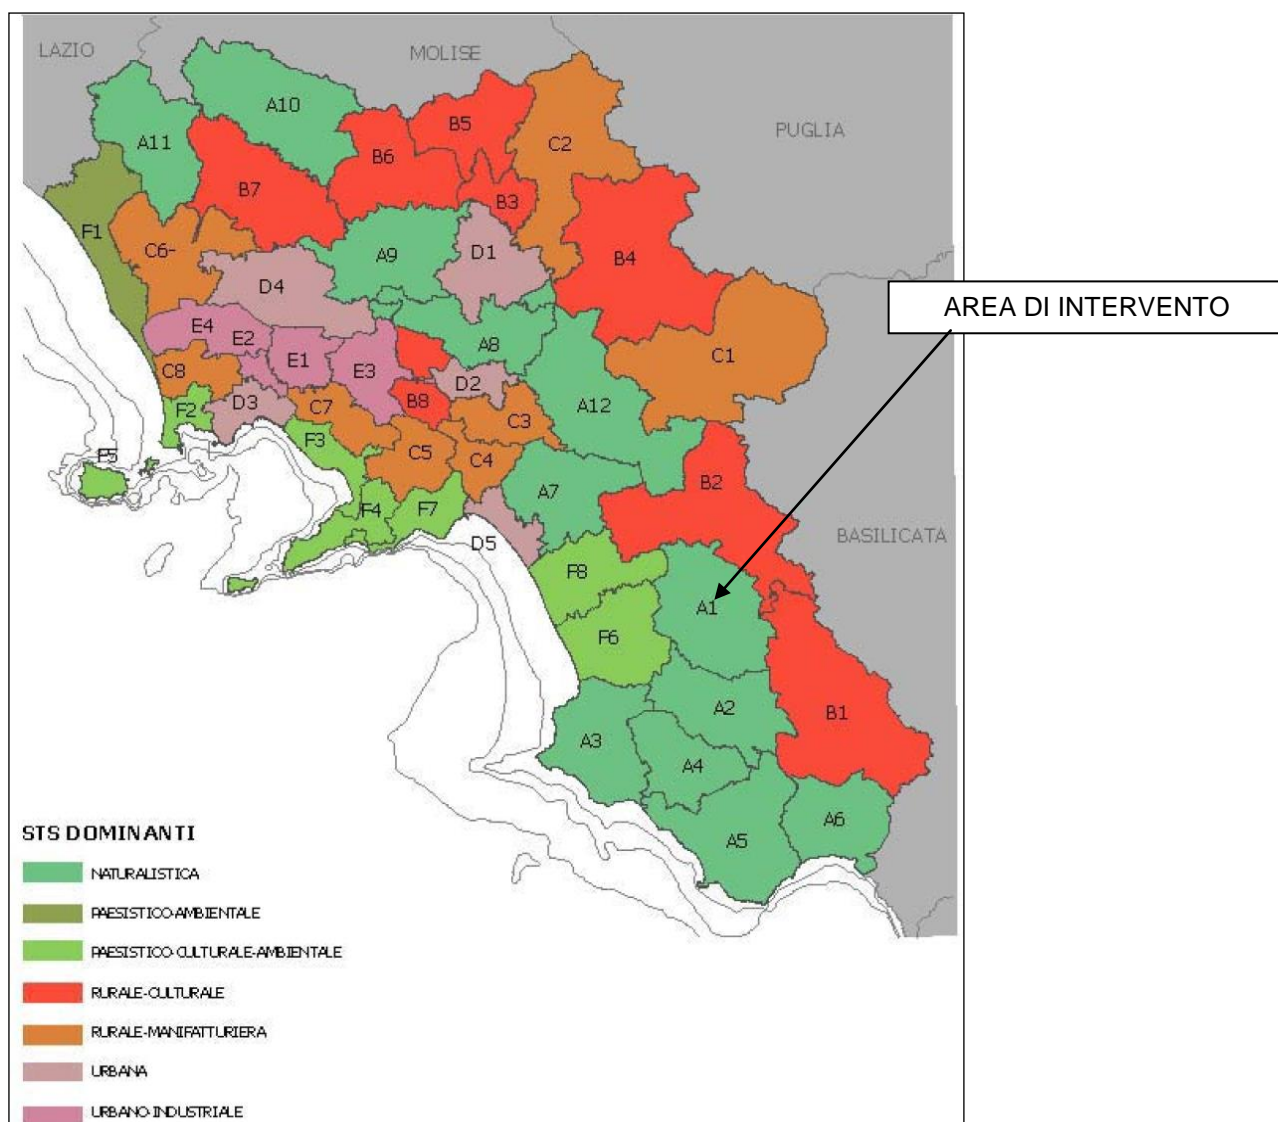 LAZIO
MOLISE
PUGLIA
BASILICATA
AREA DI INTERVENTO
A10
A11
B5
B6
C2
B7
B3
F1
C6-
A9
D1
B4
D4
E4
E2
E1
E3
A8
C1
C8
D2
F2
D3
C7
B8
C3
A12
F3
C5
C4
F5
B2
A7
F4
F7
D5
F8
A1
F6
A2
B1
A3
A4
A5
A6
STS DOMINANTI
NATURALISTICA
PAESISTICO-AMBIENTALE
PAESISTICO-CULTURALE-AMBIENTALE
RURALE-CULTURALE
RURALE-MANIFATTURIERA
URBANA
URBANO-INDUSTRIALE